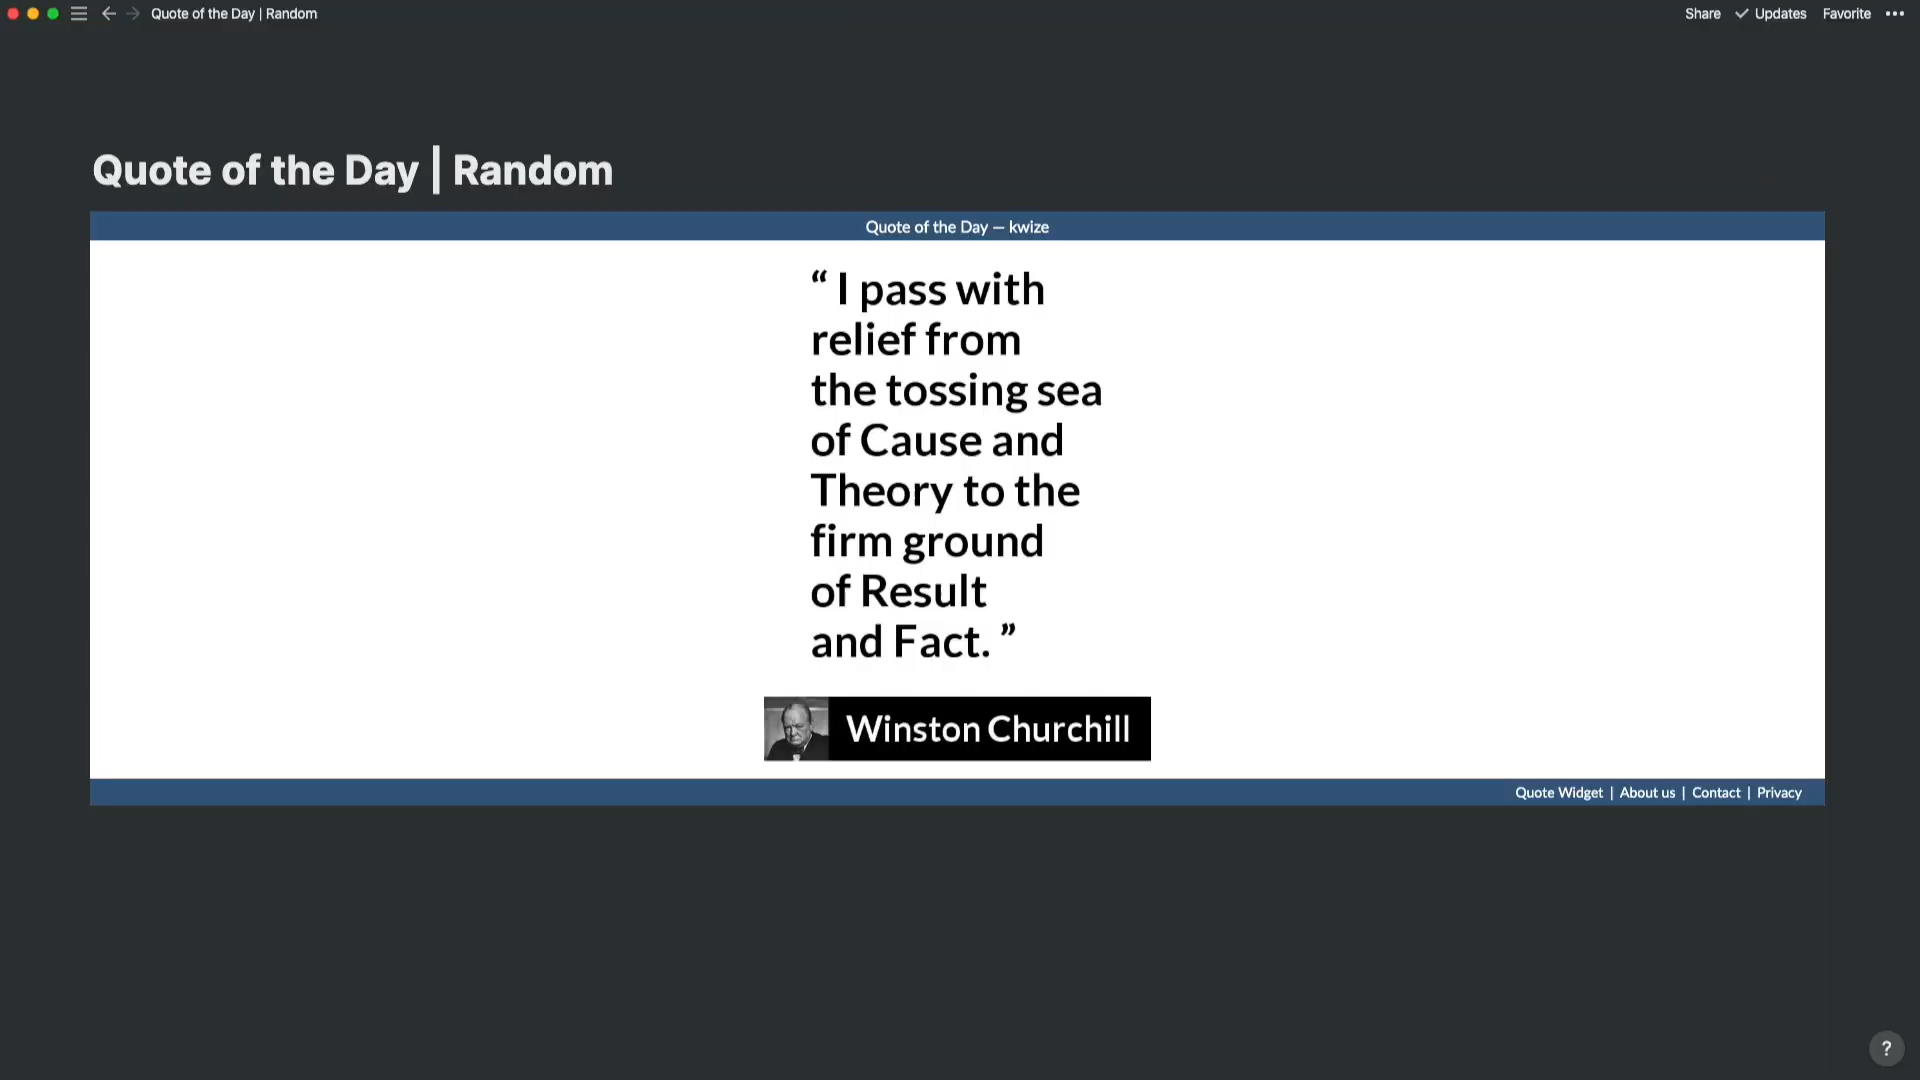 Quote of the Day | Random
Share Updates Favorite
Quote of the Day | Random
Quote of the Day — kwize
“ I pass with
relief from
the tossing sea
of Cause and
Theory to the
firm ground
of Result
and Fact. ”
Winston Churchill
Quote Widget | About us | Contact | Privacy
?